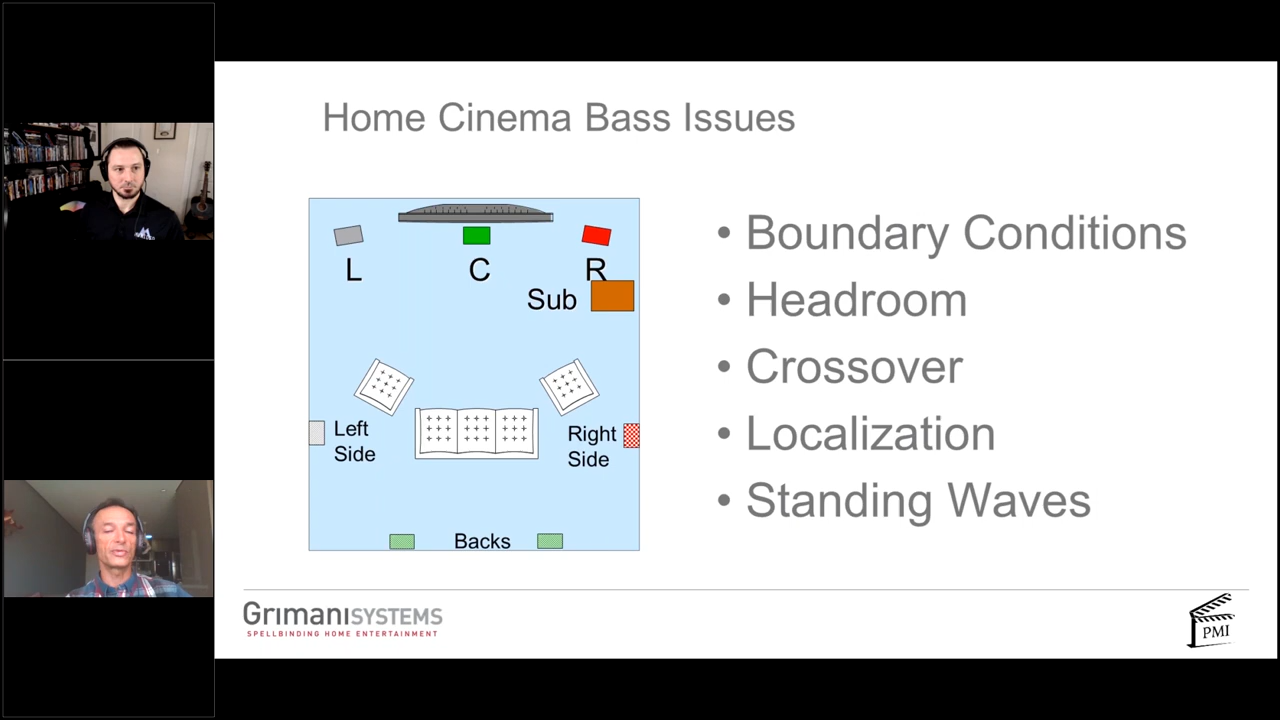 Home Cinema Bass Issues
L
C
R
Sub
Left
Side
Right
Side
Backs
• Boundary Conditions
• Headroom
• Crossover
• Localization
• Standing Waves
GrimaniSYSTEMS
SPELLBINDING HOME ENTERTAINMENT
PMI